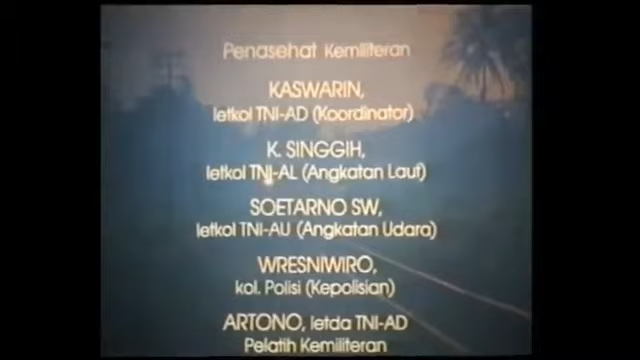 Penasehat Kemiliteran
KASWARIN,
letkol TNI-AD (Koordinator)
K. SINGGIH,
letkol TNI-AL (Angkatan Laut)
SOETARNO SW,
letkol TNI-AU (Angkatan Udara)
WRESNIWIRO,
kol. Polisi (Kepolisian)
ARTONO, letda TNI-AD
Pelatih Kemiliteran